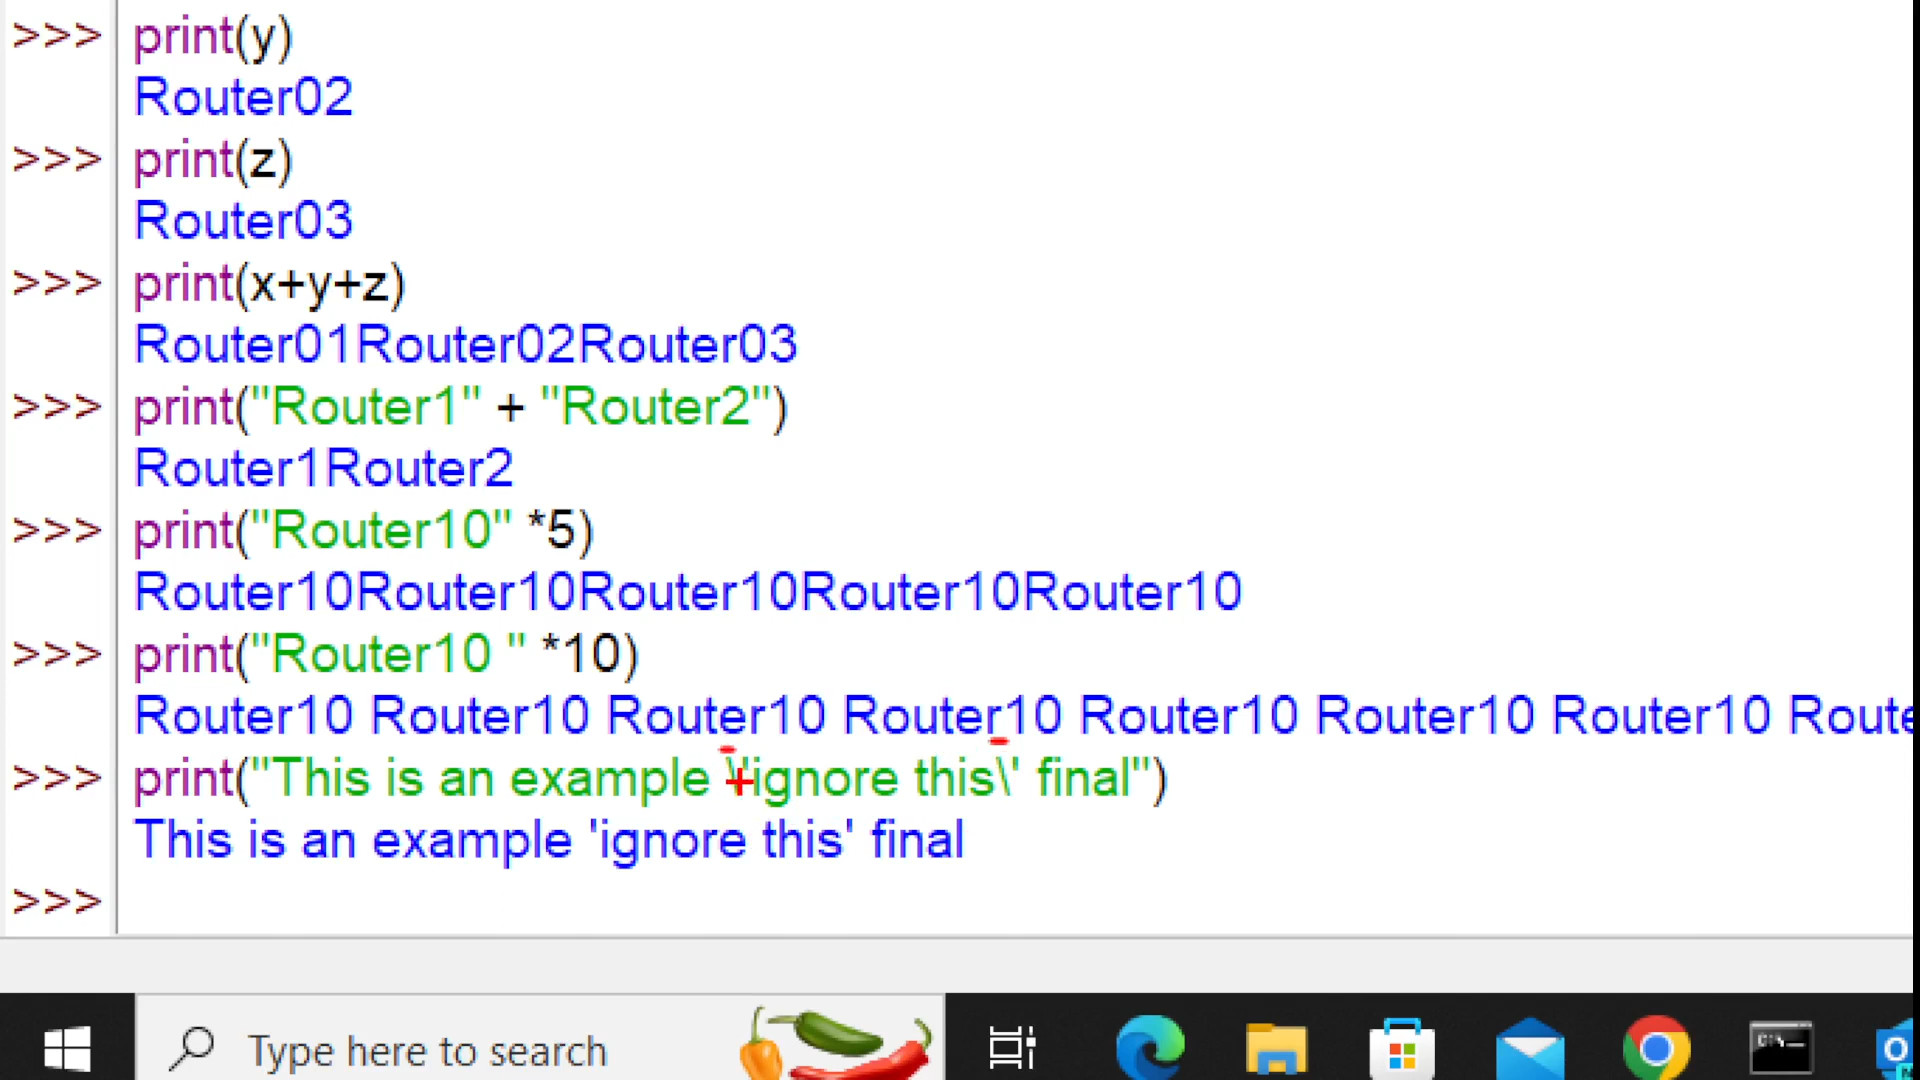 >>> print(y)
Router02
>>> print(z)
Router03
>>> print(x+y+z)
Router01Router02Router03
>>> print("Router1" + "Router2")
Router1Router2
>>> print("Router10" *5)
Router10Router10Router10Router10Router10
>>> print("Router10 " *10)
Router10 Router10 Router10 Router10 Router10 Router10 Router10 Route
>>> print("This is an example \'ignore this\' final")
This is an example 'ignore this' final
>>>
Type here to search